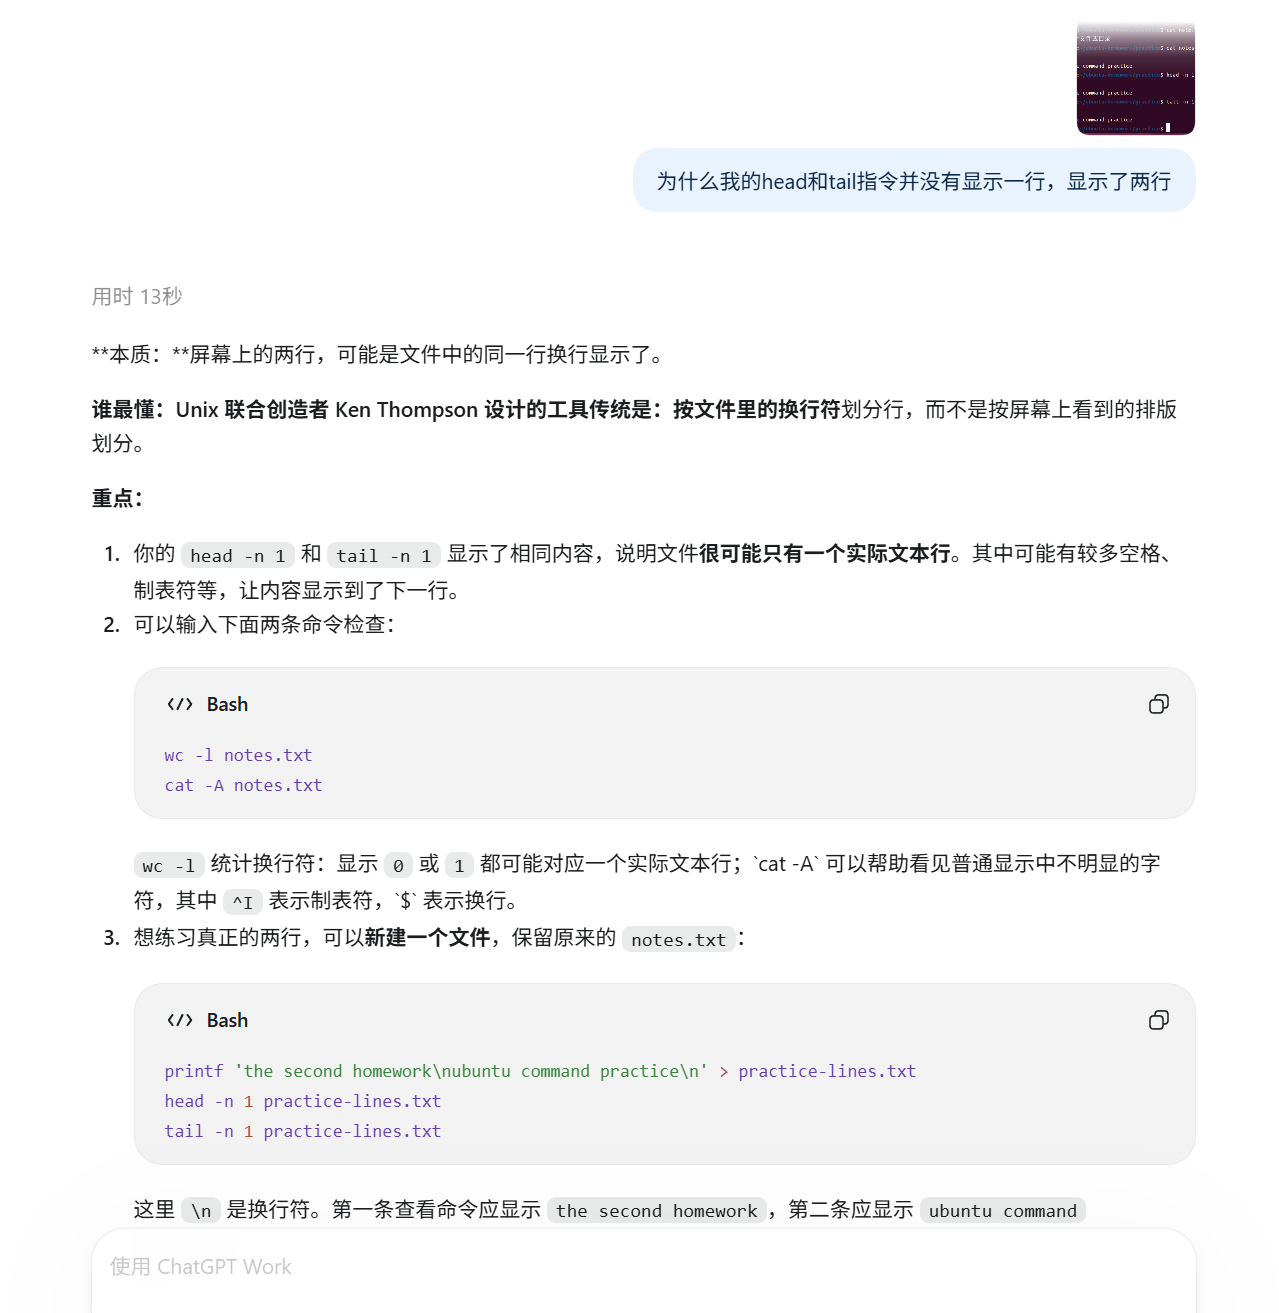 command practice
command practice
command practice
为什么我的head和tail指令并没有显示一行，显示了两行
用时 13秒
**本质：**屏幕上的两行，可能是文件中的同一行换行显示了。
谁最懂：Unix 联合创造者 Ken Thompson 设计的工具传统是：按文件里的换行符划分行，而不是按屏幕上看到的排版
划分。
重点：
1. 你的 head -n 1 和 tail -n 1 显示了相同内容，说明文件很可能只有一个实际文本行。其中可能有较多空格、
制表符等，让内容显示到了下一行。
2. 可以输入下面两条命令检查：
Bash
wc -l notes.txt
cat -A notes.txt
wc -l 统计换行符：显示 0 或 1 都可能对应一个实际文本行；`cat -A` 可以帮助看见普通显示中不明显的字
符，其中 ^I 表示制表符，`$` 表示换行。
3. 想练习真正的两行，可以新建一个文件，保留原来的 notes.txt：
Bash
printf 'the second homework\nubuntu command practice\n' > practice-lines.txt
head -n 1 practice-lines.txt
tail -n 1 practice-lines.txt
这里 \n 是换行符。第一条查看命令应显示 the second homework，第二条应显示 ubuntu command
使用 ChatGPT Work